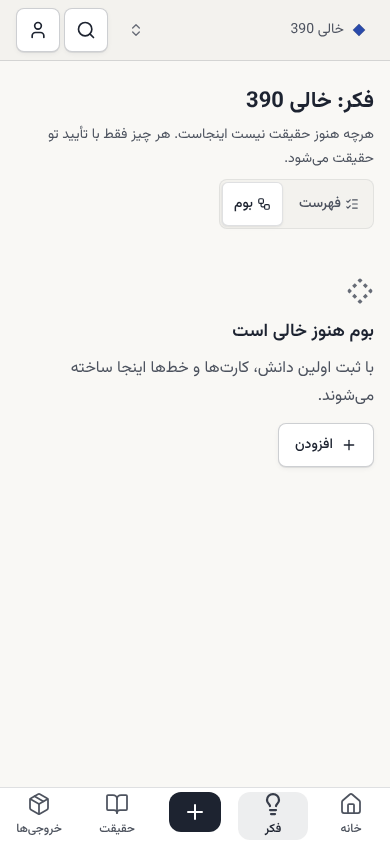 خالی 390
فکر: خالی 390
هرچه هنوز حقیقت نیست اینجاست. هر چیز فقط با تأیید تو
حقیقت می‌شود.
فهرست
بوم
بوم هنوز خالی است
با ثبت اولین دانش، کارت‌ها و خط‌ها اینجا ساخته
می‌شوند.
افزودن
خانه
فکر
حقیقت
خروجی‌ها